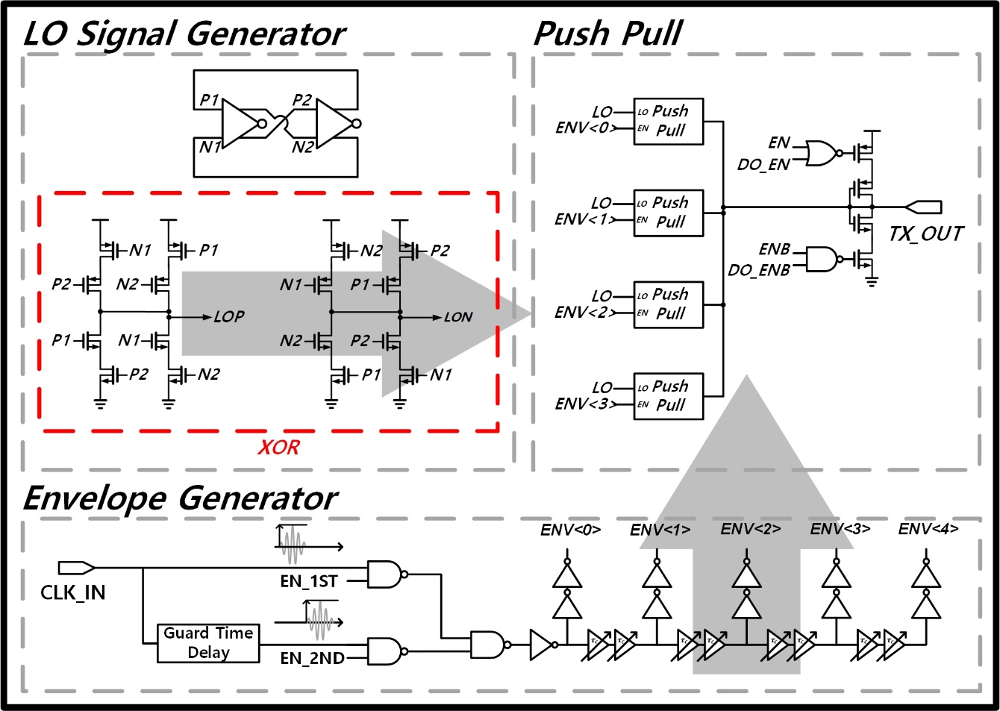 LO Signal Generator
P1
P2
N1
N2
N1
P1
P2
N2
LOP
P1
N1
P2
N2
N2
P2
N1
P1
LON
N2
P2
P1
N1
XOR
Push Pull
LO
ENV<0>
LO
EN
Push
Pull
LO
ENV<1>
LO
EN
Push
Pull
LO
ENV<2>
LO
EN
Push
Pull
LO
ENV<3>
LO
EN
Push
Pull
EN
DO_EN
ENB
DO_ENB
TX_OUT
Envelope Generator
CLK_IN
EN_1ST
Guard Time
Delay
EN_2ND
ENV<0>
ENV<1>
ENV<2>
ENV<3>
ENV<4>